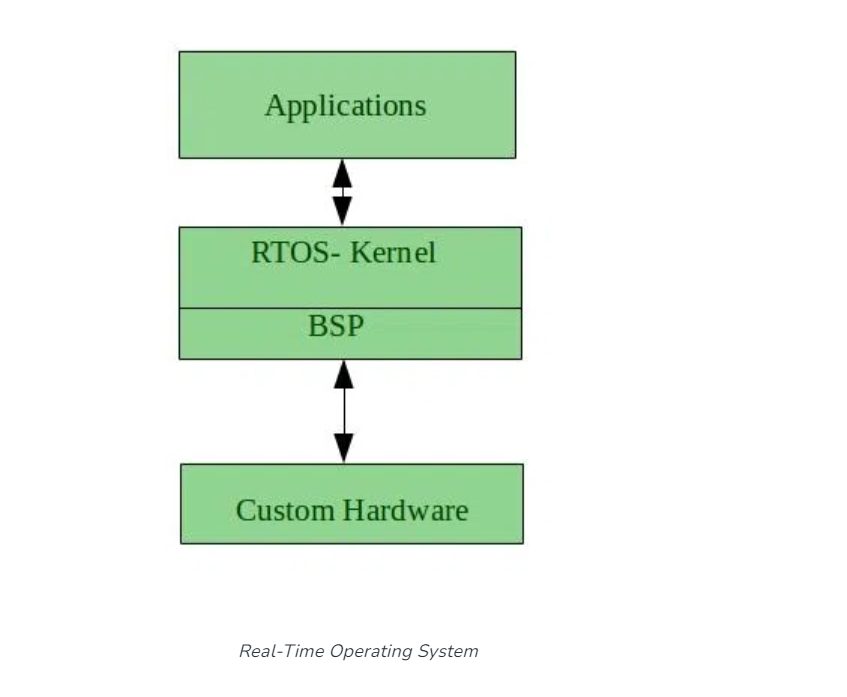 Applications
RTOS- Kernel
BSP
Custom Hardware
Real-Time Operating System